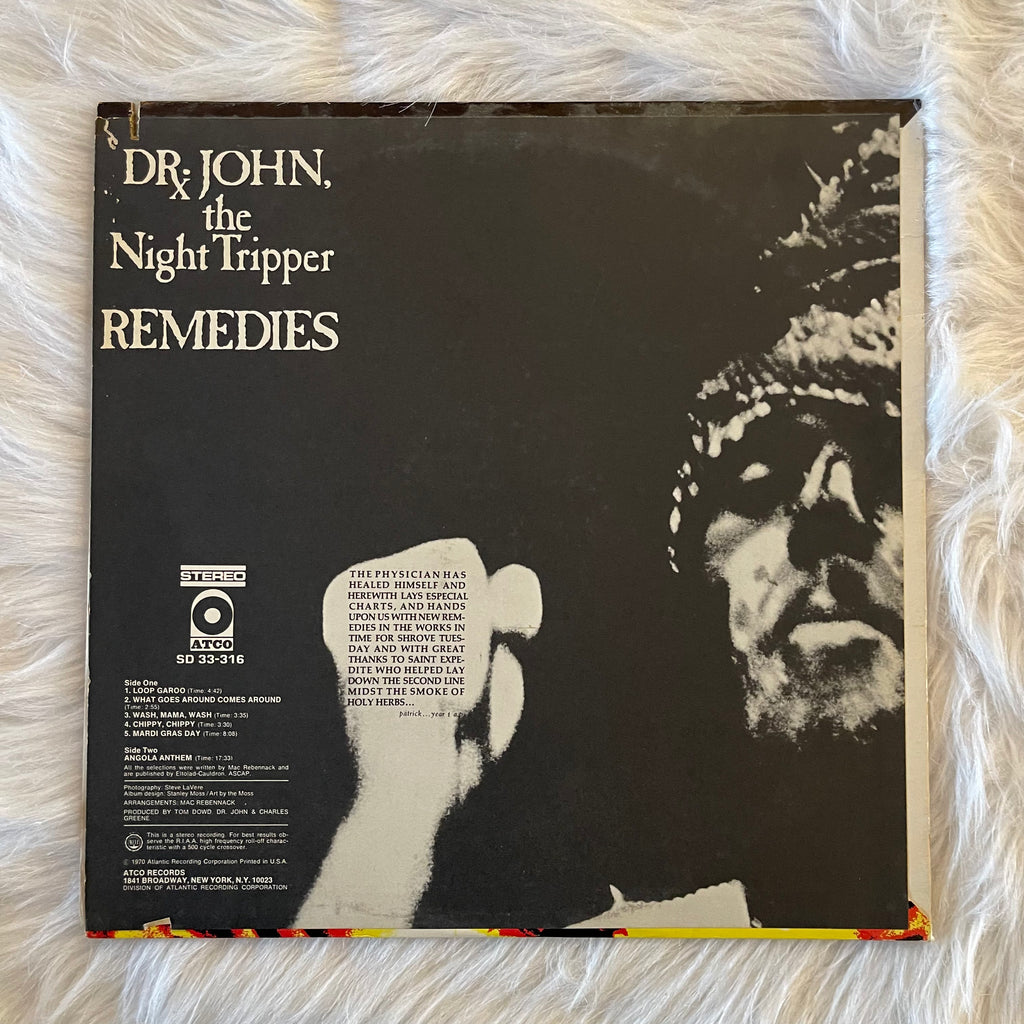 DRx. JOHN,
the
Night Tripper
REMEDIES
THE PHYSICIAN HAS
HEALED HIMSELF AND
HEREWITH LAYS ESPECIAL
CHARTS, AND HANDS
UPON US WITH NEW REM-
EDIES IN THE WORKS IN
TIME FOR SHROVE TUES-
DAY AND WITH GREAT
THANKS TO SAINT EXPE-
DITE WHO HELPED LAY
DOWN THE SECOND LINE
MIDST THE SMOKE OF
HOLY HERBS...
patrick...year 1
STEREO
ATCO
SD 33-316
Side One
1. LOOP GAROO (Time: 4:42)
2. WHAT GOES AROUND COMES AROUND
(Time: 2:55)
3. WASH, MAMA, WASH (Time: 3:35)
4. CHIPPY, CHIPPY (Time: 3:30)
5. MARDI GRAS DAY (Time: 8:08)
Side Two
ANGOLA ANTHEM (Time: 17:33)
All the selections were written by Mac Rebennack and
are published by Eltolad-Cauldron, ASCAP.
Photography: Steve LaVere
Album design: Stanley Moss/Art by the Moss
ARRANGEMENTS: MAC REBENNACK
PRODUCED BY TOM DOWD, DR. JOHN & CHARLES
GREENE
This is a stereo recording. For best results ob-
serve the R.I.A.A. high frequency roll-off charac-
teristic with a 500 cycle crossover.
Ⓟ 1970 Atlantic Recording Corporation Printed in U.S.A.
ATCO RECORDS
1841 BROADWAY, NEW YORK, N.Y. 10023
DIVISION OF ATLANTIC RECORDING CORPORATION